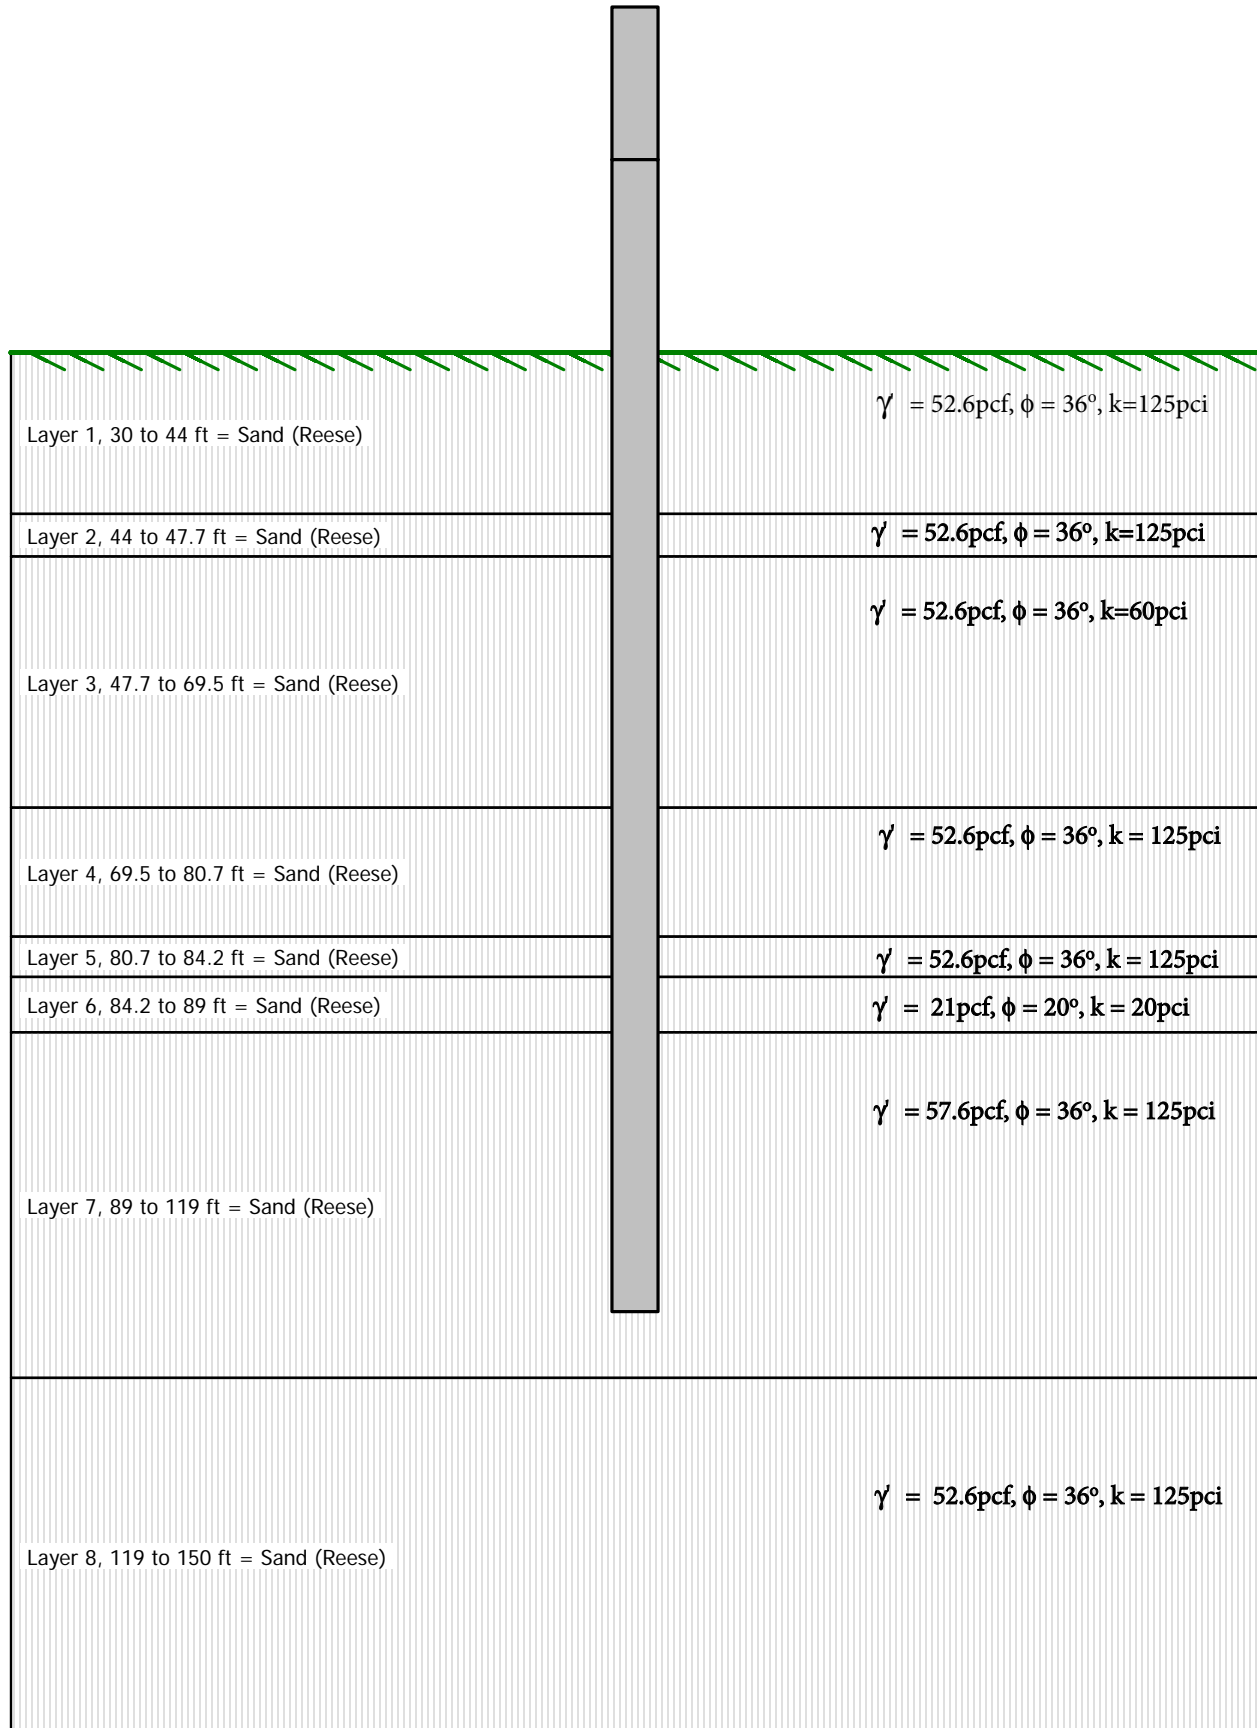 γ' = 52.6pcf, ϕ = 36º, k=125pci
Layer 1, 30 to 44 ft = Sand (Reese)
Layer 2, 44 to 47.7 ft = Sand (Reese) γ' = 52.6pcf, ϕ = 36º, k=125pci
γ' = 52.6pcf, ϕ = 36º, k=60pci
Layer 3, 47.7 to 69.5 ft = Sand (Reese)
γ' = 52.6pcf, ϕ = 36º, k = 125pci
Layer 4, 69.5 to 80.7 ft = Sand (Reese)
Layer 5, 80.7 to 84.2 ft = Sand (Reese) γ' = 52.6pcf, ϕ = 36º, k = 125pci
Layer 6, 84.2 to 89 ft = Sand (Reese) γ' = 21pcf, ϕ = 20º, k = 20pci
γ' = 57.6pcf, ϕ = 36º, k = 125pci
Layer 7, 89 to 119 ft = Sand (Reese)
γ' = 52.6pcf, ϕ = 36º, k = 125pci
Layer 8, 119 to 150 ft = Sand (Reese)